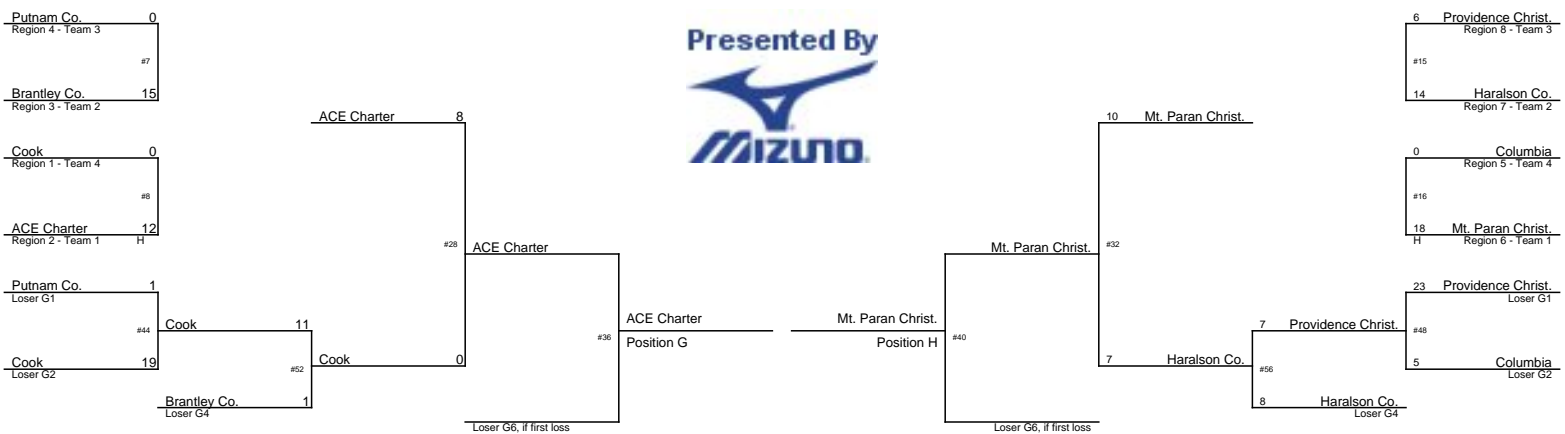 Putnam Co. 0
Region 4 - Team 3
#7
Brantley Co. 15
Region 3 - Team 2
ACE Charter 8
Cook 0
Region 1 - Team 4
#8
ACE Charter 12
Region 2 - Team 1 H
#28
ACE Charter
Putnam Co. 1
Loser G1
#44
Cook 11
Cook 19
Loser G2
#52
Cook 0
Brantley Co. 1
Loser G4
#36
ACE Charter
Position G
Loser G6, if first loss
Presented By
MIZUNO
6 Providence Christ.
Region 8 - Team 3
#15
14 Haralson Co.
Region 7 - Team 2
10 Mt. Paran Christ.
0 Columbia
Region 5 - Team 4
#16
18 Mt. Paran Christ.
H Region 6 - Team 1
Mt. Paran Christ.
#32
23 Providence Christ.
Loser G1
7 Providence Christ.
#48
5 Columbia
Loser G2
Mt. Paran Christ.
Position H
#40
7 Haralson Co.
#56
8 Haralson Co.
Loser G4
Loser G6, if first loss